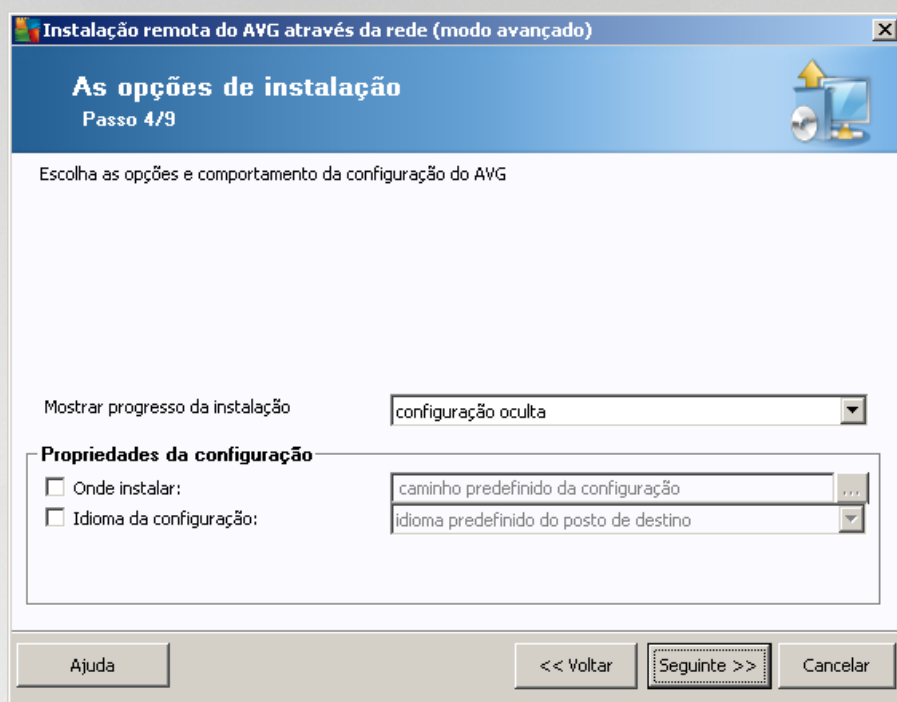 Instalação remota do AVG através da rede (modo avançado)
As opções de instalação
Passo 4/9
Escolha as opções e comportamento da configuração do AVG
Mostrar progresso da instalação
configuração oculta
Propriedades da configuração
Onde instalar:
caminho predefinido da configuração
...
Idioma da configuração:
idioma predefinido do posto de destino
Ajuda
<< Voltar
Seguinte >>
Cancelar